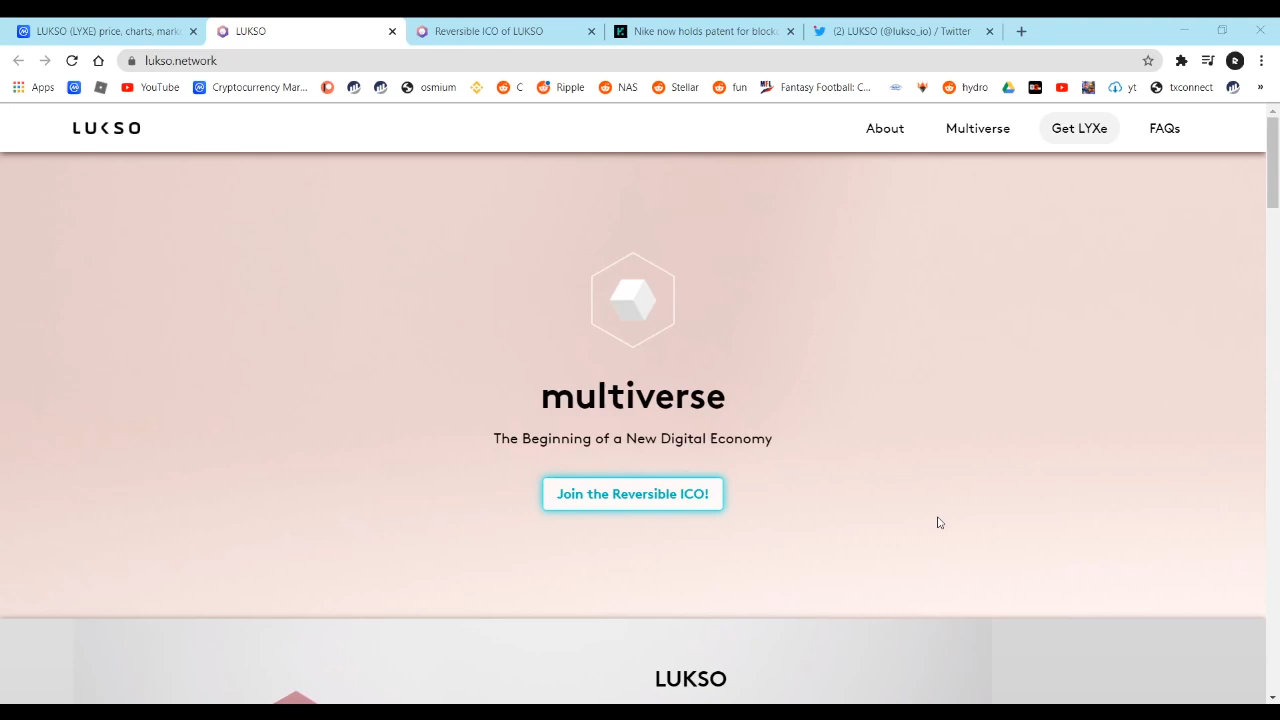 LUKSO (LYXE) price, charts, mark
LUKSO
Reversible ICO of LUKSO
Nike now holds patent for blocko
(2) LUKSO (@lukso_io) / Twitter
lukso.network
R
Apps
YouTube
Cryptocurrency Mar...
osmium
C
Ripple
NAS
Stellar
fun
Fantasy Football: C...
hydro
yt
txconnect
»
LUKSO
About
Multiverse
Get LYXe
FAQs
multiverse
The Beginning of a New Digital Economy
Join the Reversible ICO!
LUKSO